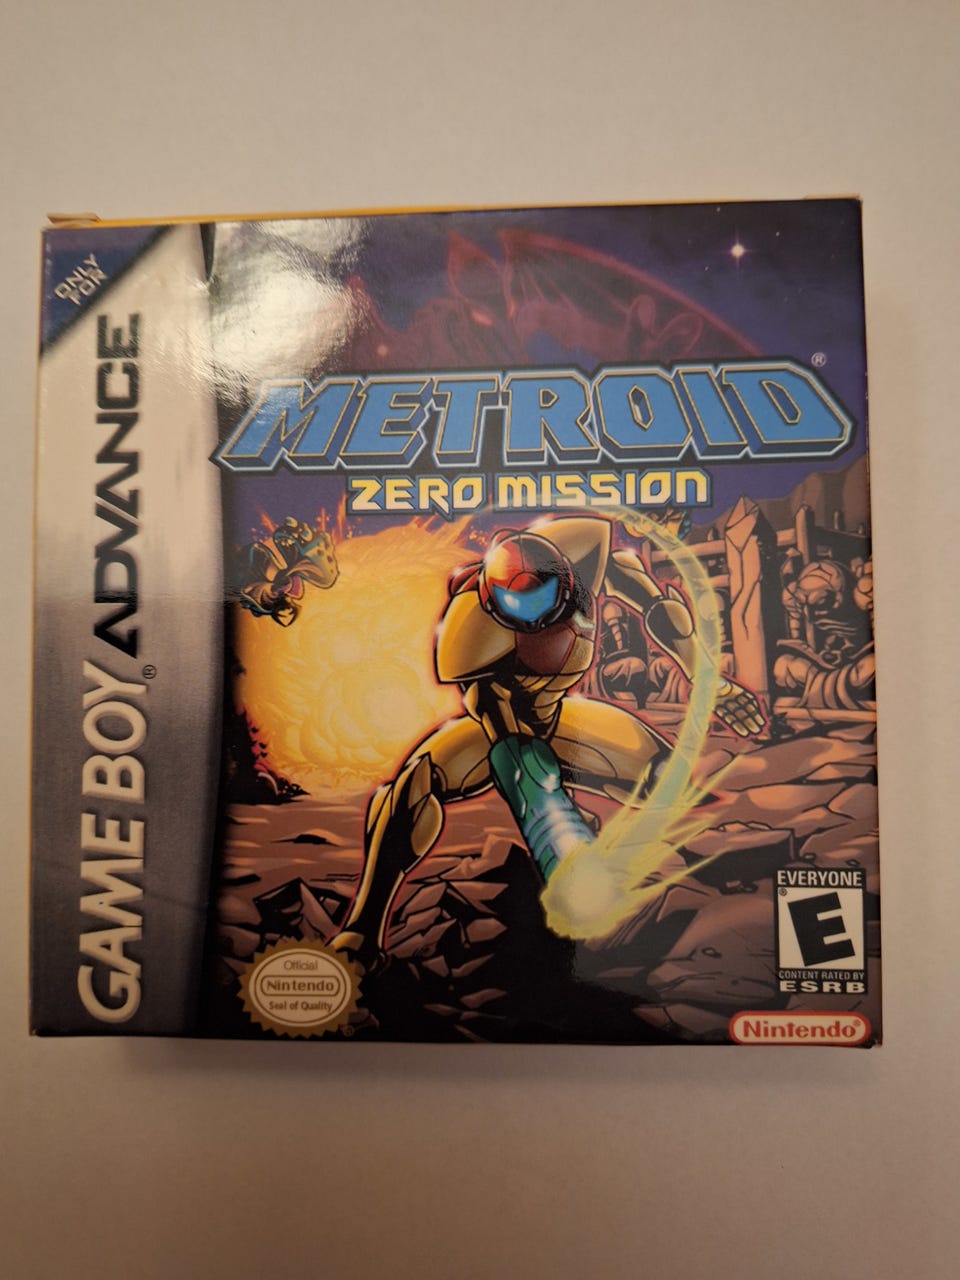 ONLY
FOR
GAME BOY ADVANCE
®
METROID®
ZERO MISSION
Official
Nintendo
Seal of Quality
®
EVERYONE
E
®
CONTENT RATED BY
ESRB
Nintendo®